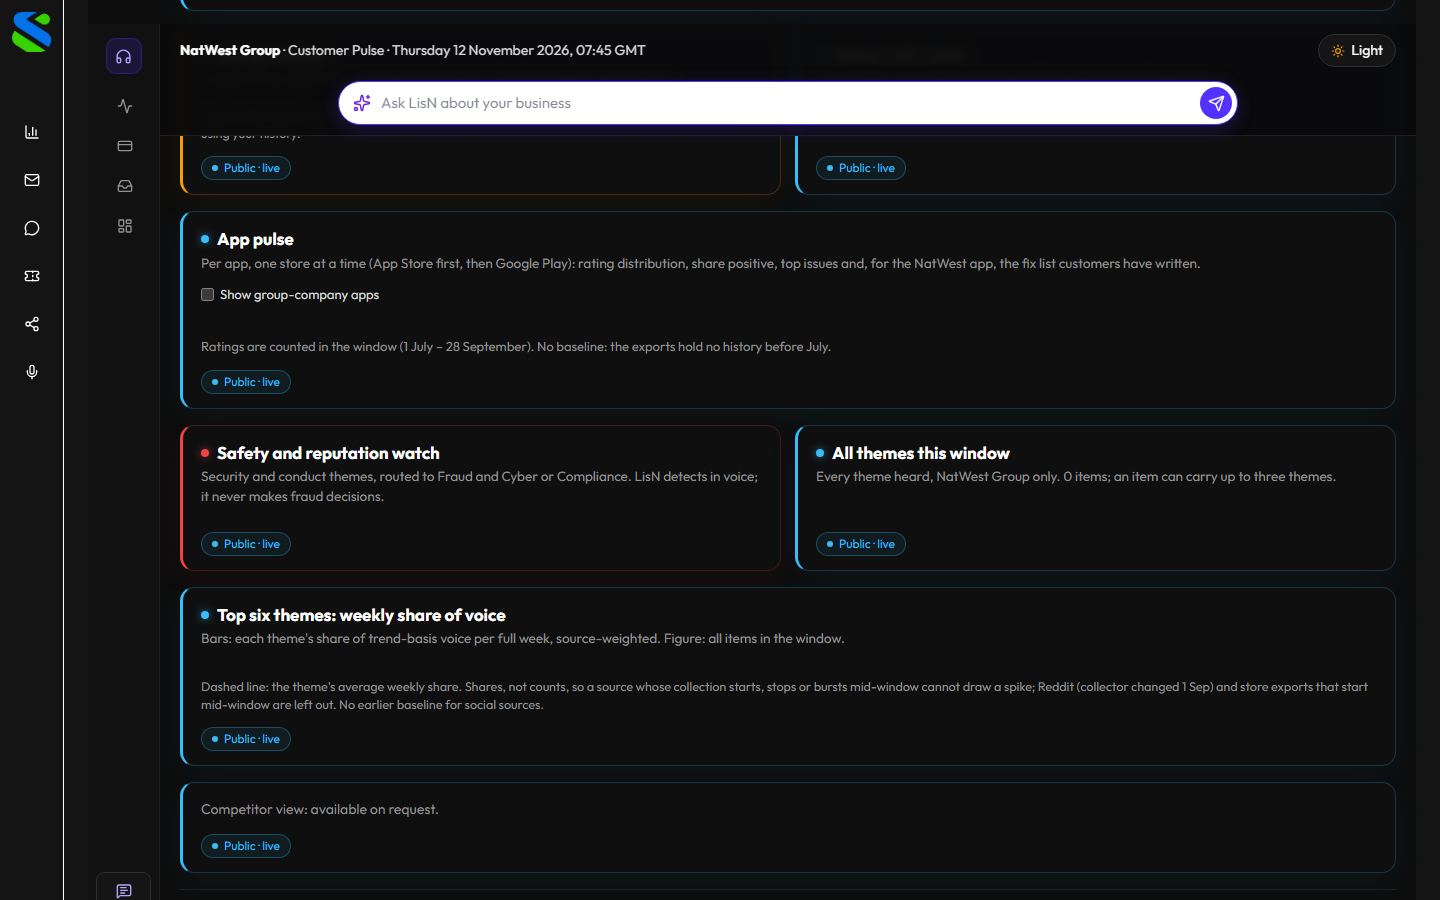 NatWest Group · Customer Pulse · Thursday 12 November 2026, 07:45 GMT
Light
Ask LisN about your business
using your history.
Public · live
Public · live
App pulse
Per app, one store at a time (App Store first, then Google Play): rating distribution, share positive, top issues and, for the NatWest app, the fix list customers have written.
Show group-company apps
Ratings are counted in the window (1 July – 28 September). No baseline: the exports hold no history before July.
Public · live
Safety and reputation watch
Security and conduct themes, routed to Fraud and Cyber or Compliance. LisN detects in voice;
it never makes fraud decisions.
Public · live
All themes this window
Every theme heard, NatWest Group only. 0 items; an item can carry up to three themes.
Public · live
Top six themes: weekly share of voice
Bars: each theme's share of trend-basis voice per full week, source-weighted. Figure: all items in the window.
Dashed line: the theme's average weekly share. Shares, not counts, so a source whose collection starts, stops or bursts mid-window cannot draw a spike; Reddit (collector changed 1 Sep) and store exports that start
mid-window are left out. No earlier baseline for social sources.
Public · live
Competitor view: available on request.
Public · live